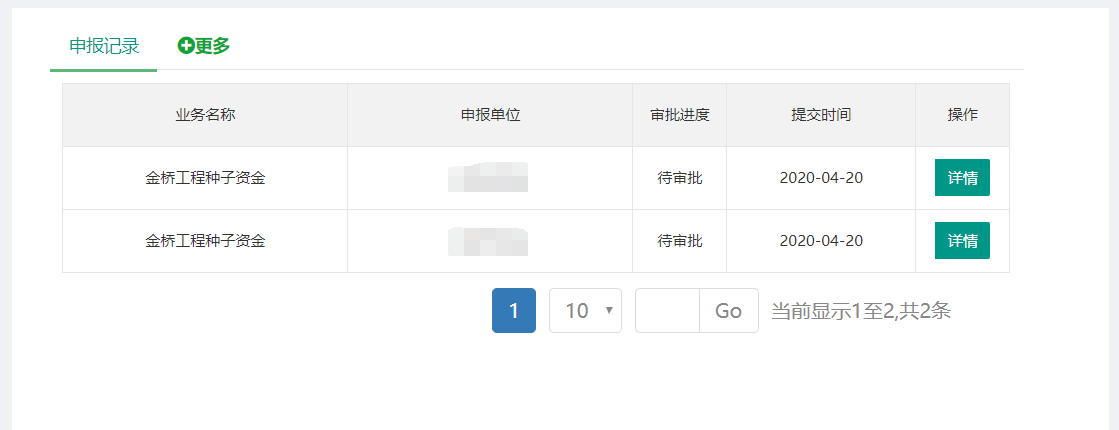 申报记录 更多
业务名称 申报单位 审批进度 提交时间 操作
金桥工程种子资金 待审批 2020-04-20 详情
金桥工程种子资金 待审批 2020-04-20 详情
1 10 Go 当前显示1至2,共2条